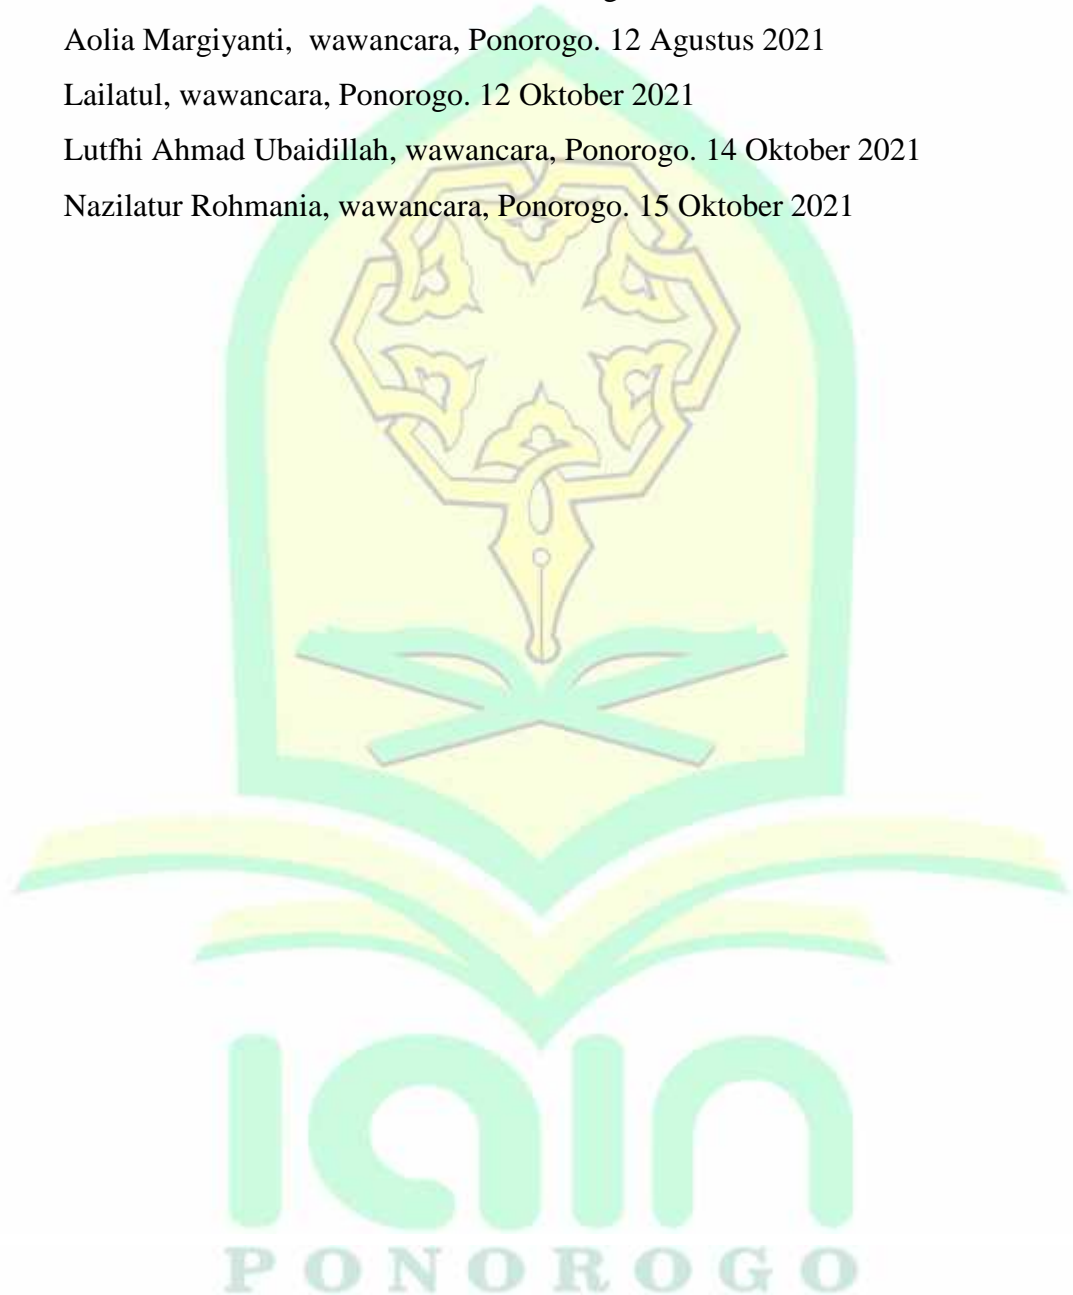 Aolia Margiyanti,  wawancara, Ponorogo. 12 Agustus 2021
Lailatul, wawancara, Ponorogo. 12 Oktober 2021
Lutfhi Ahmad Ubaidillah, wawancara, Ponorogo. 14 Oktober 2021
Nazilatur Rohmania, wawancara, Ponorogo. 15 Oktober 2021
iain
PONOROGO